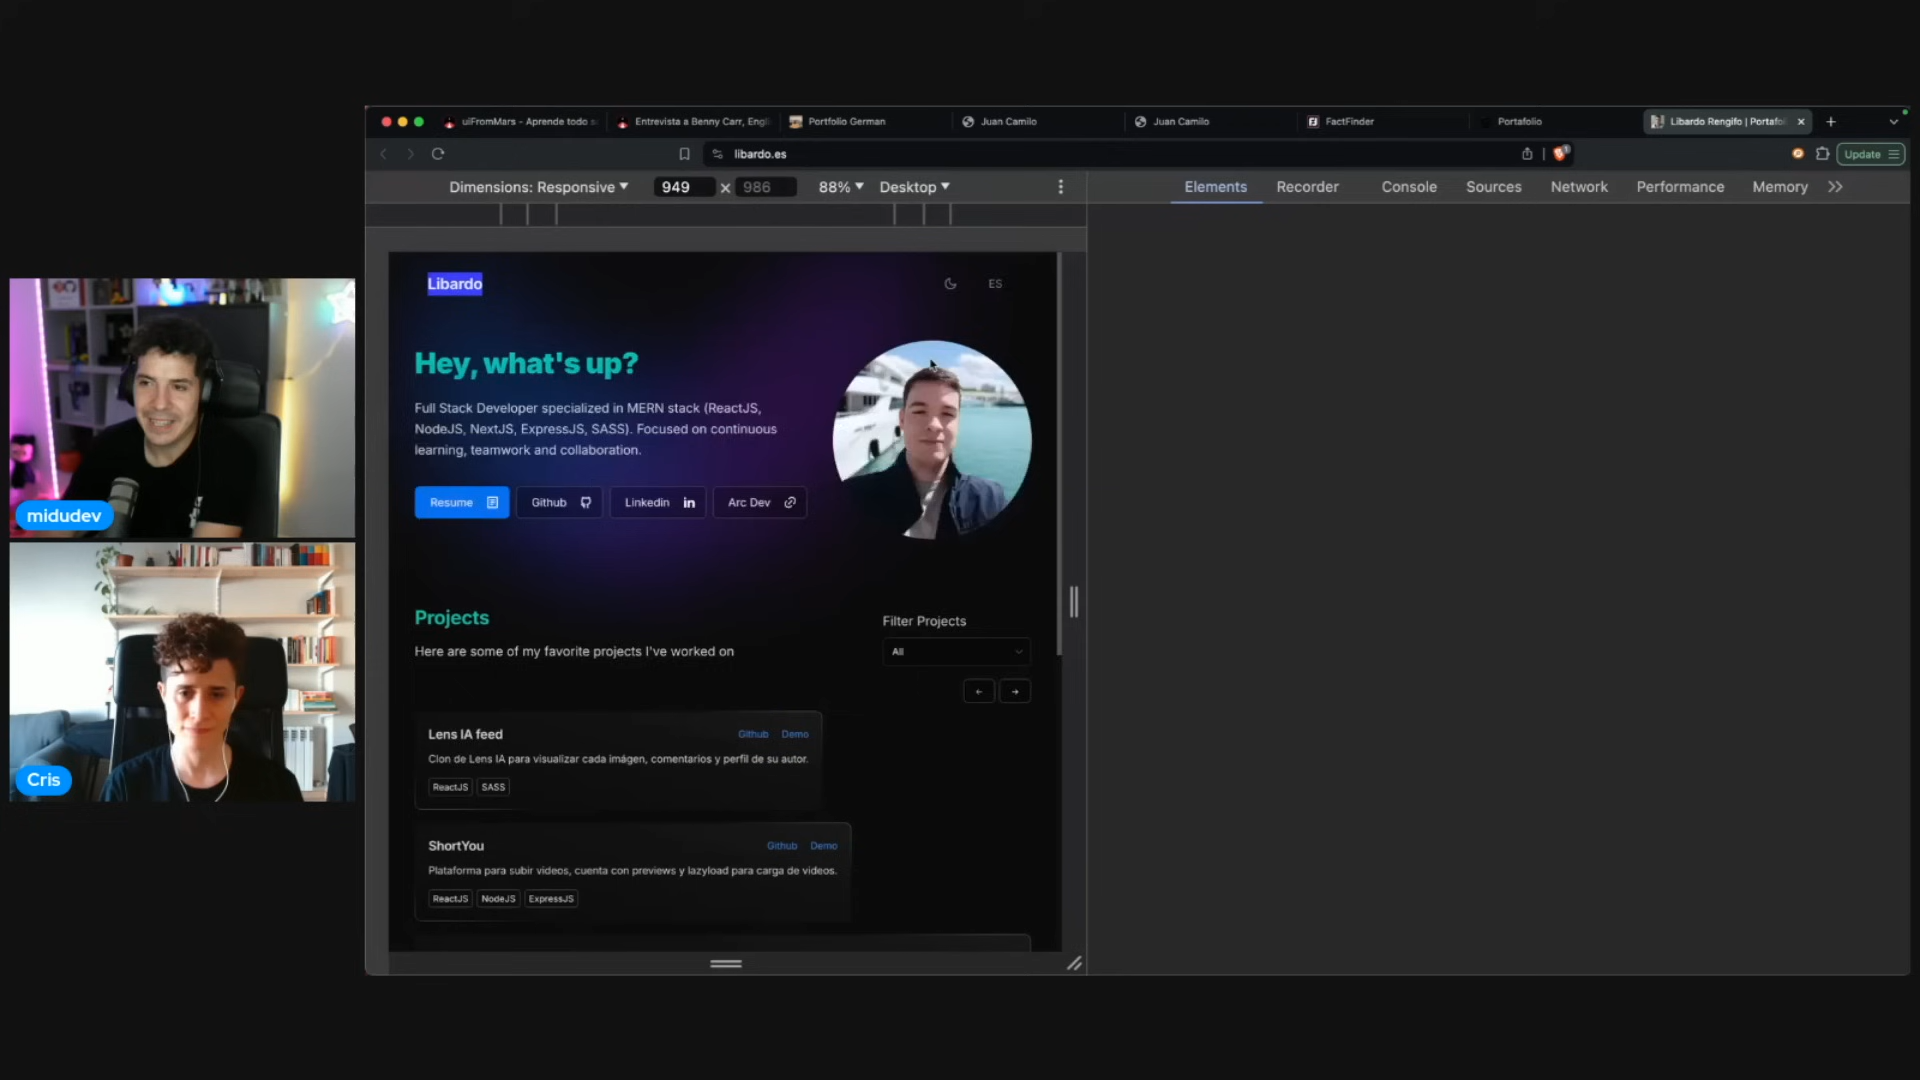 uiFromMars - Aprende todo s
Entrevista a Benny Carr, Engl
Portfolio German
Juan Camilo
Juan Camilo
FactFinder
Portafolio
Libardo Rengifo | Portafol
libardo.es
Update
Dimensions: Responsive
949 x 986
88%
Desktop
Elements
Recorder
Console
Sources
Network
Performance
Memory
Libardo
ES
Hey, what's up?
Full Stack Developer specialized in MERN stack (ReactJS,
NodeJS, NextJS, ExpressJS, SASS). Focused on continuous
learning, teamwork and collaboration.
Resume
Github
Linkedin
Arc Dev
midudev
Cris
Projects
Here are some of my favorite projects I've worked on
Filter Projects
All
Lens IA feed
Github Demo
Clon de Lens IA para visualizar cada imágen, comentarios y perfil de su autor.
ReactJS SASS
ShortYou
Github Demo
Plataforma para subir videos, cuenta con previews y lazyload para carga de videos.
ReactJS NodeJS ExpressJS